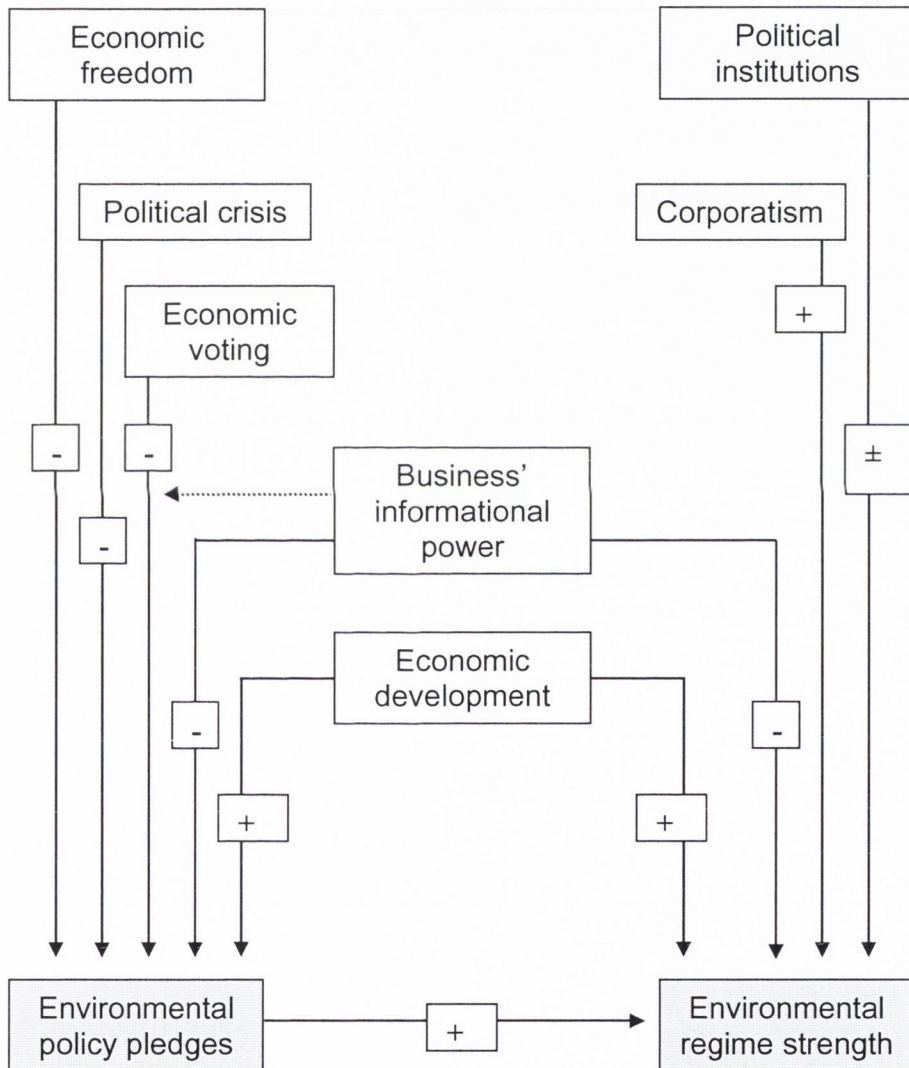 Economic
freedom
Political
institutions
Political crisis
Corporatism
+
Economic
voting
-
-
±
Business'
informational
power
-
Economic
development
-
-
+
+
Environmental
policy pledges
+
Environmental
regime strength